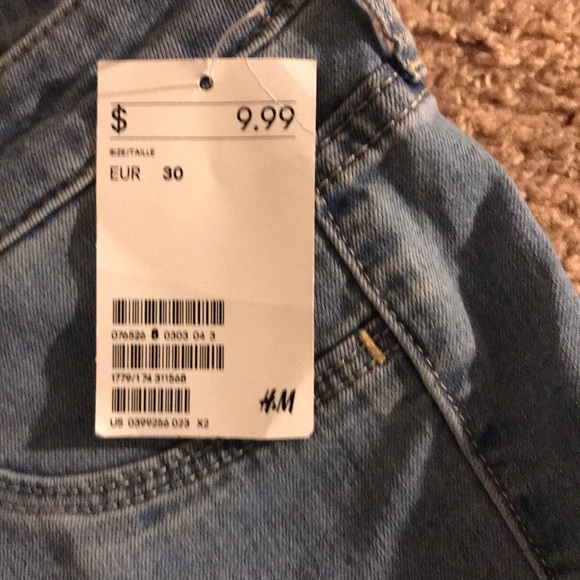 $ 9.99
SIZE/TAILLE
EUR 30
076526 8 0303 04 3
1779/174 311568
H&M
US 0399256 023 X2